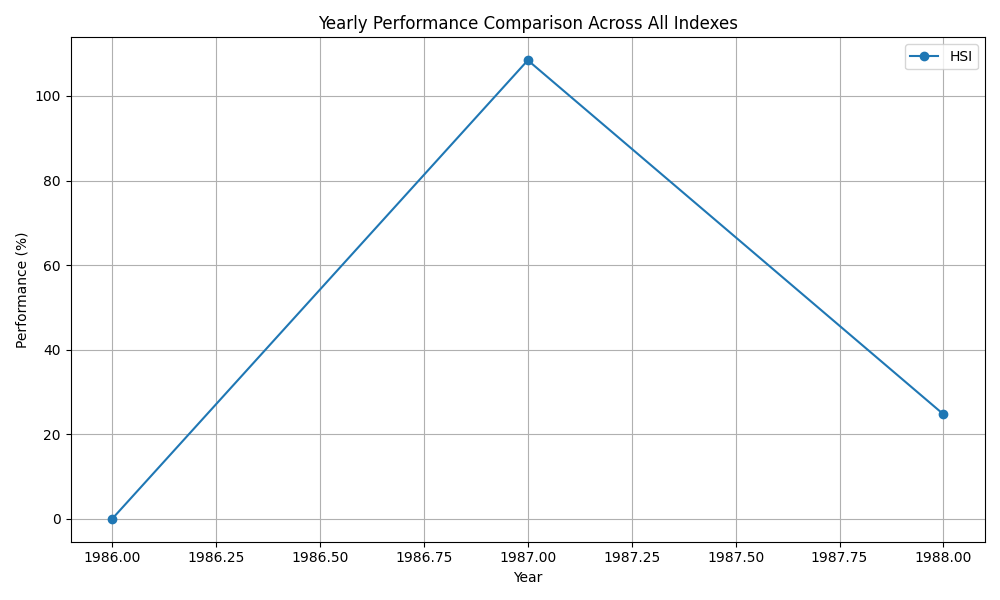 Yearly Performance Comparison Across All Indexes
HSI
Performance (%)
100
80
60
40
20
0
1986.00 1986.25 1986.50 1986.75 1987.00 1987.25 1987.50 1987.75 1988.00
Year